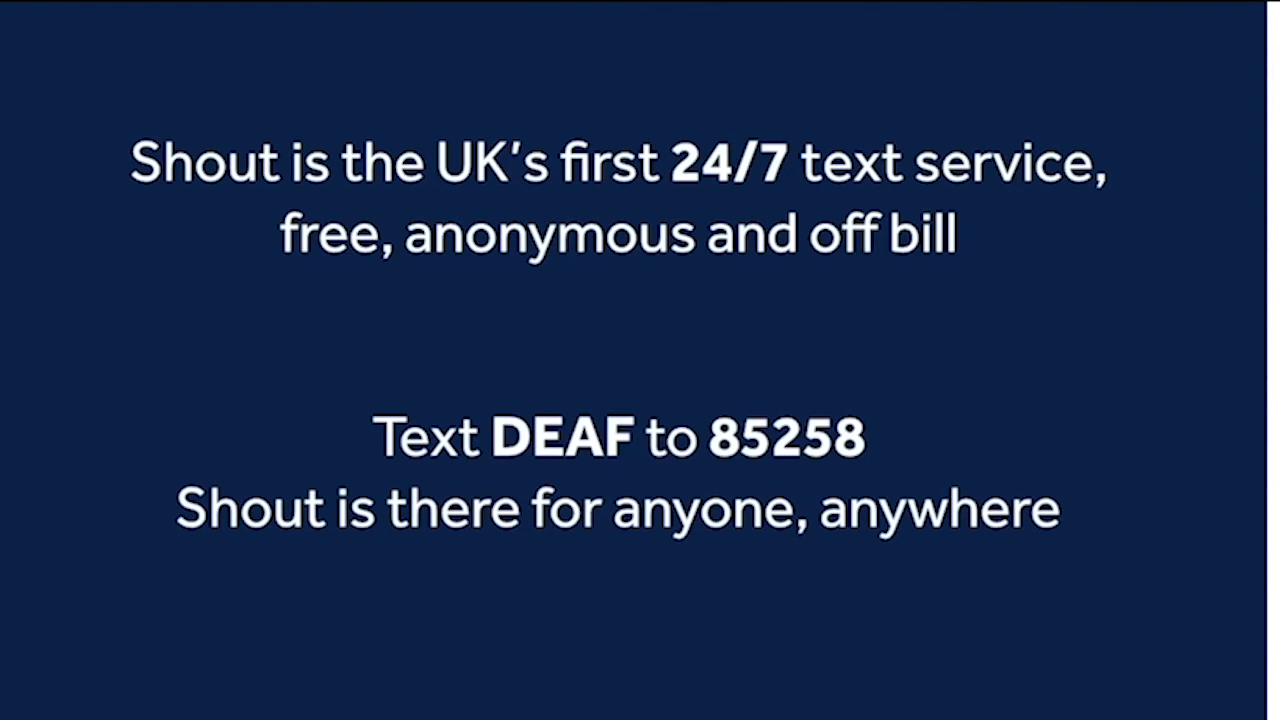 Shout is the UK's first 24/7 text service,
free, anonymous and off bill
Text DEAF to 85258
Shout is there for anyone, anywhere